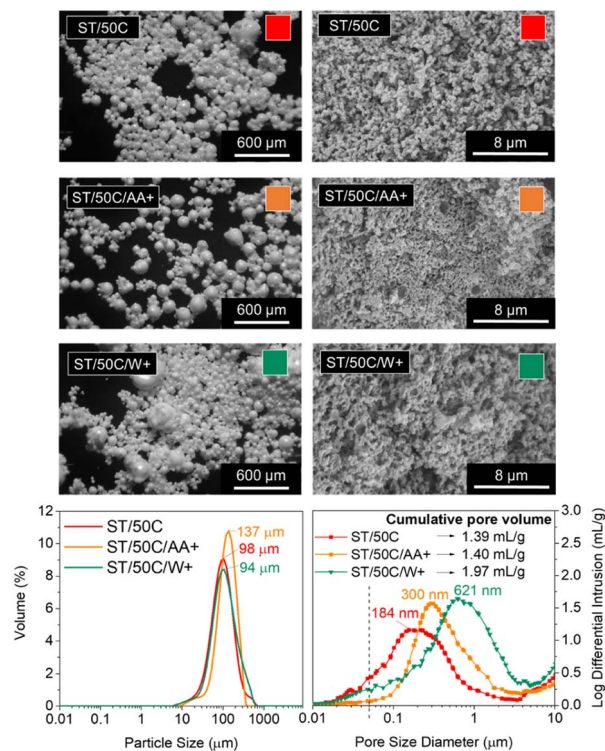 ST/50C
600 µm
ST/50C
8 µm
ST/50C/AA+
600 µm
ST/50C/AA+
8 µm
ST/50C/W+
600 µm
ST/50C/W+
8 µm
12
10
8
6
4
2
0
Volume (%)
ST/50C
ST/50C/AA+
ST/50C/W+
137 µm
98 µm
94 µm
0.01 0.1 1 10 100 1000
Particle Size (µm)
Cumulative pore volume
ST/50C → 1.39 mL/g
ST/50C/AA+ → 1.40 mL/g
ST/50C/W+ → 1.97 mL/g
184 nm
300 nm
621 nm
3.0
2.5
2.0
1.5
1.0
0.5
0.0
Log Differential Intrusion (mL/g)
0.01 0.1 1 10
Pore Size Diameter (µm)